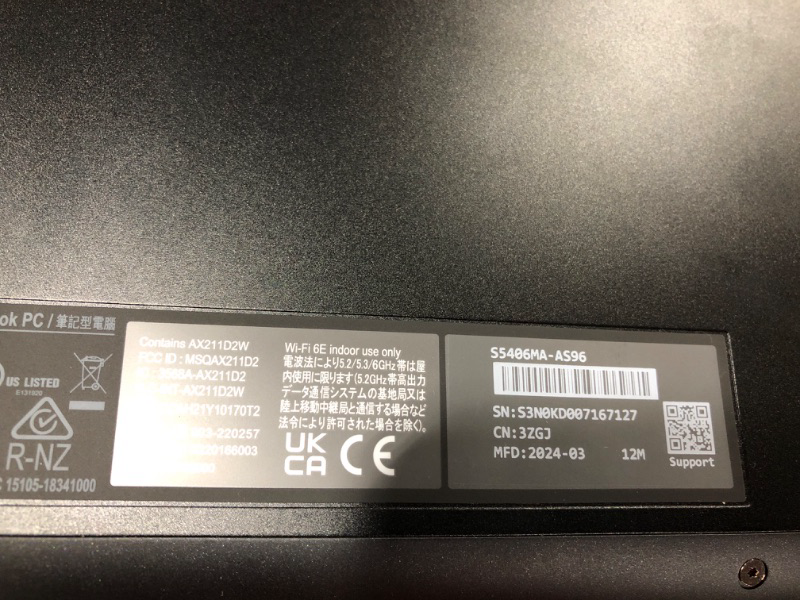 ok PC / 筆記型電腦
US LISTED
E131920
R-NZ
C 15105-18341000
Contains AX211D2W
FCC ID : MSQAX211D2
3568A-AX211D2
AX211D2W
21Y10170T2
220257
Wi-Fi 6E indoor use only
電波法により5.2/5.3/6GHz帯は屋
内使用に限ります(5.2GHz帯高出力
データ通信システムの基地局又は
陸上移動中継局と通信する場合など
法令により許可された場合を除く)。
UK
CA CE
S5406MA-AS96
SN:S3N0KD007167127
CN:3ZGJ
MFD:2024-03 12M
Support